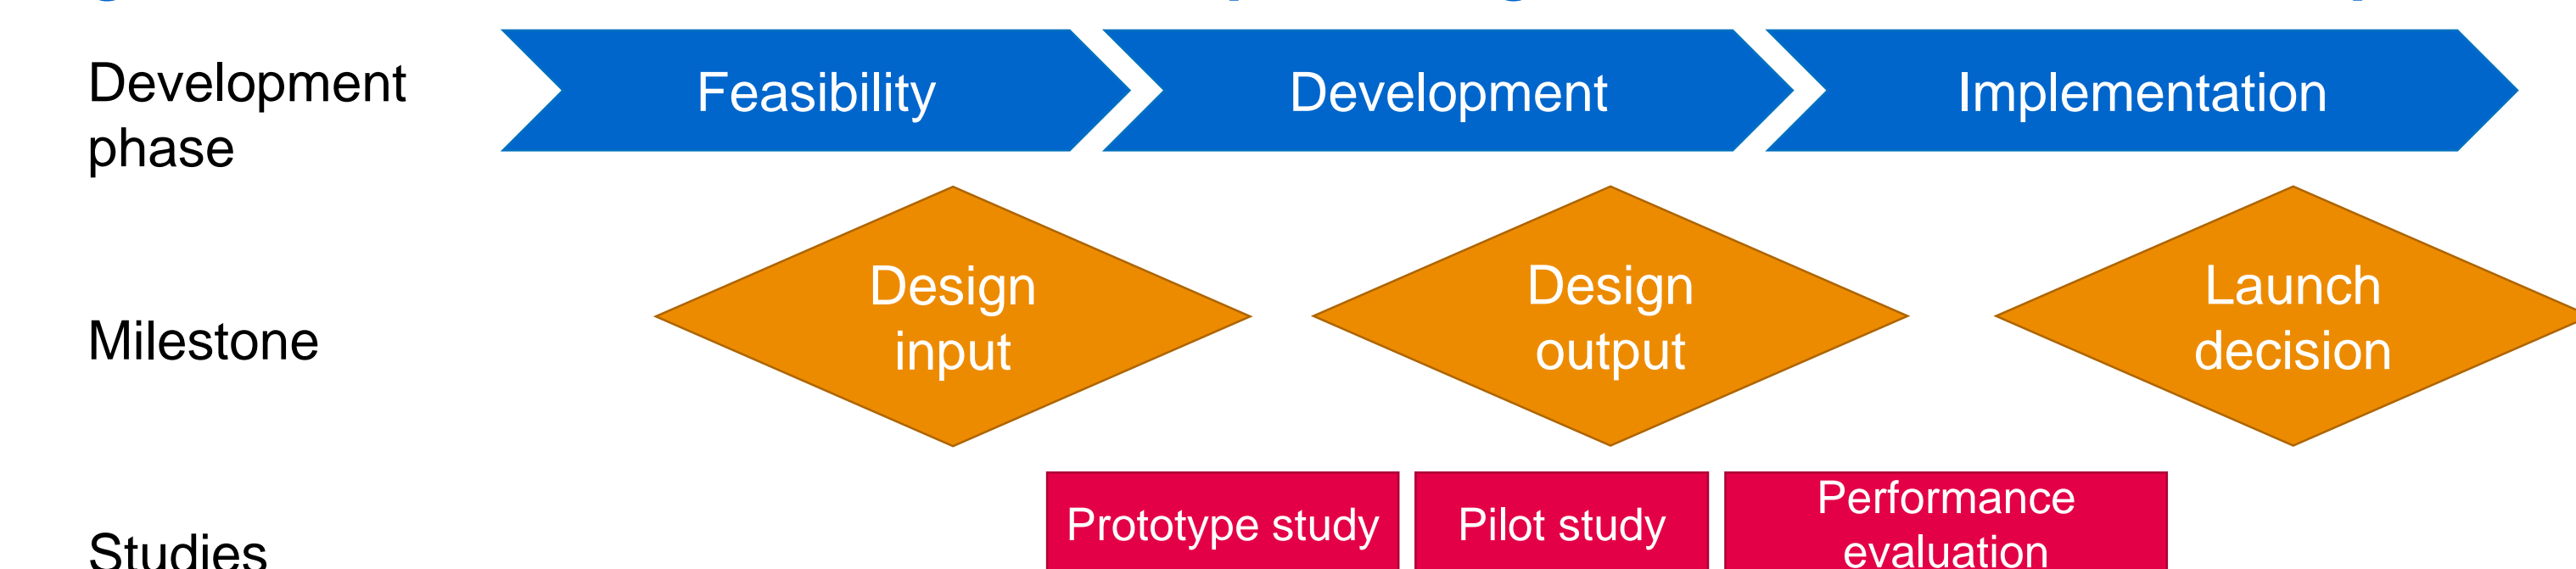 Development
phase
Feasibility
Development
Implementation
Milestone
Design
input
Design
output
Launch
decision
Studies
Prototype study
Pilot study
Performance
evaluation